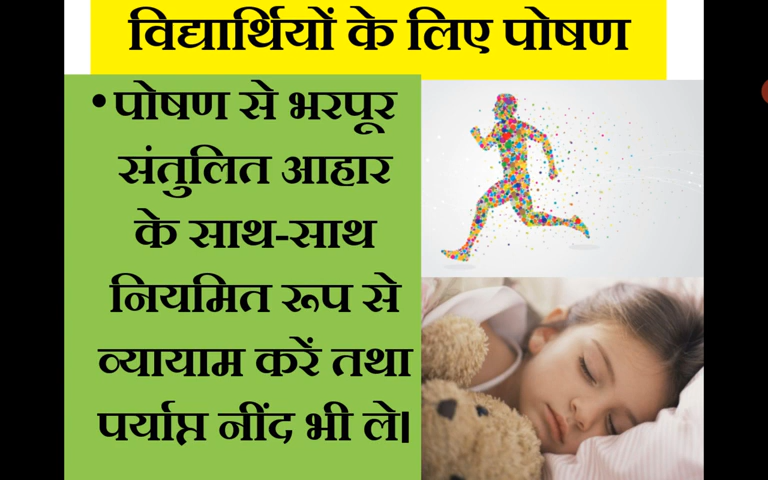 विद्यार्थियों के लिए पोषण
• पोषण से भरपूर
संतुलित आहार
के साथ-साथ
नियमित रूप से
व्यायाम करें तथा
पर्याप्त नींद भी ले।